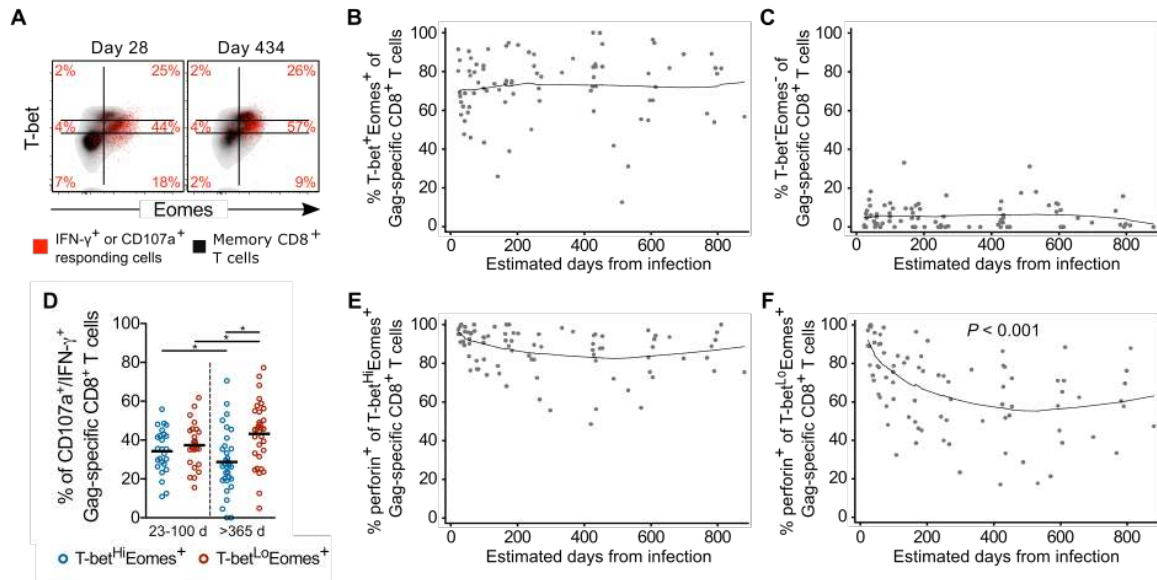 A
Day 28
Day 434
2%
25%
4%
44%
7%
18%
2%
26%
4%
57%
2%
9%
T-bet
Eomes
IFN-γ⁺ or CD107a⁺
responding cells
Memory CD8⁺
T cells
B
% T-bet⁺Eomes⁺ of
Gag-specific CD8⁺ T cells
100
80
60
40
20
0
0 200 400 600 800
Estimated days from infection
C
% T-bet⁻Eomes⁻ of
Gag-specific CD8⁺ T cells
100
80
60
40
20
0
0 200 400 600 800
Estimated days from infection
D
% of CD107a⁺/IFN-γ⁺
Gag-specific CD8⁺ T cells
100
80
60
40
20
0
*
*
*
23-100 d >365 d
T-betHiEomes⁺ T-betLoEomes⁺
E
% perforin⁺ of T-betHiEomes⁺
Gag-specific CD8⁺ T cells
100
80
60
40
20
0
0 200 400 600 800
Estimated days from infection
F
% perforin⁺ of T-betLoEomes⁺
Gag-specific CD8⁺ T cells
P < 0.001
100
80
60
40
20
0
0 200 400 600 800
Estimated days from infection